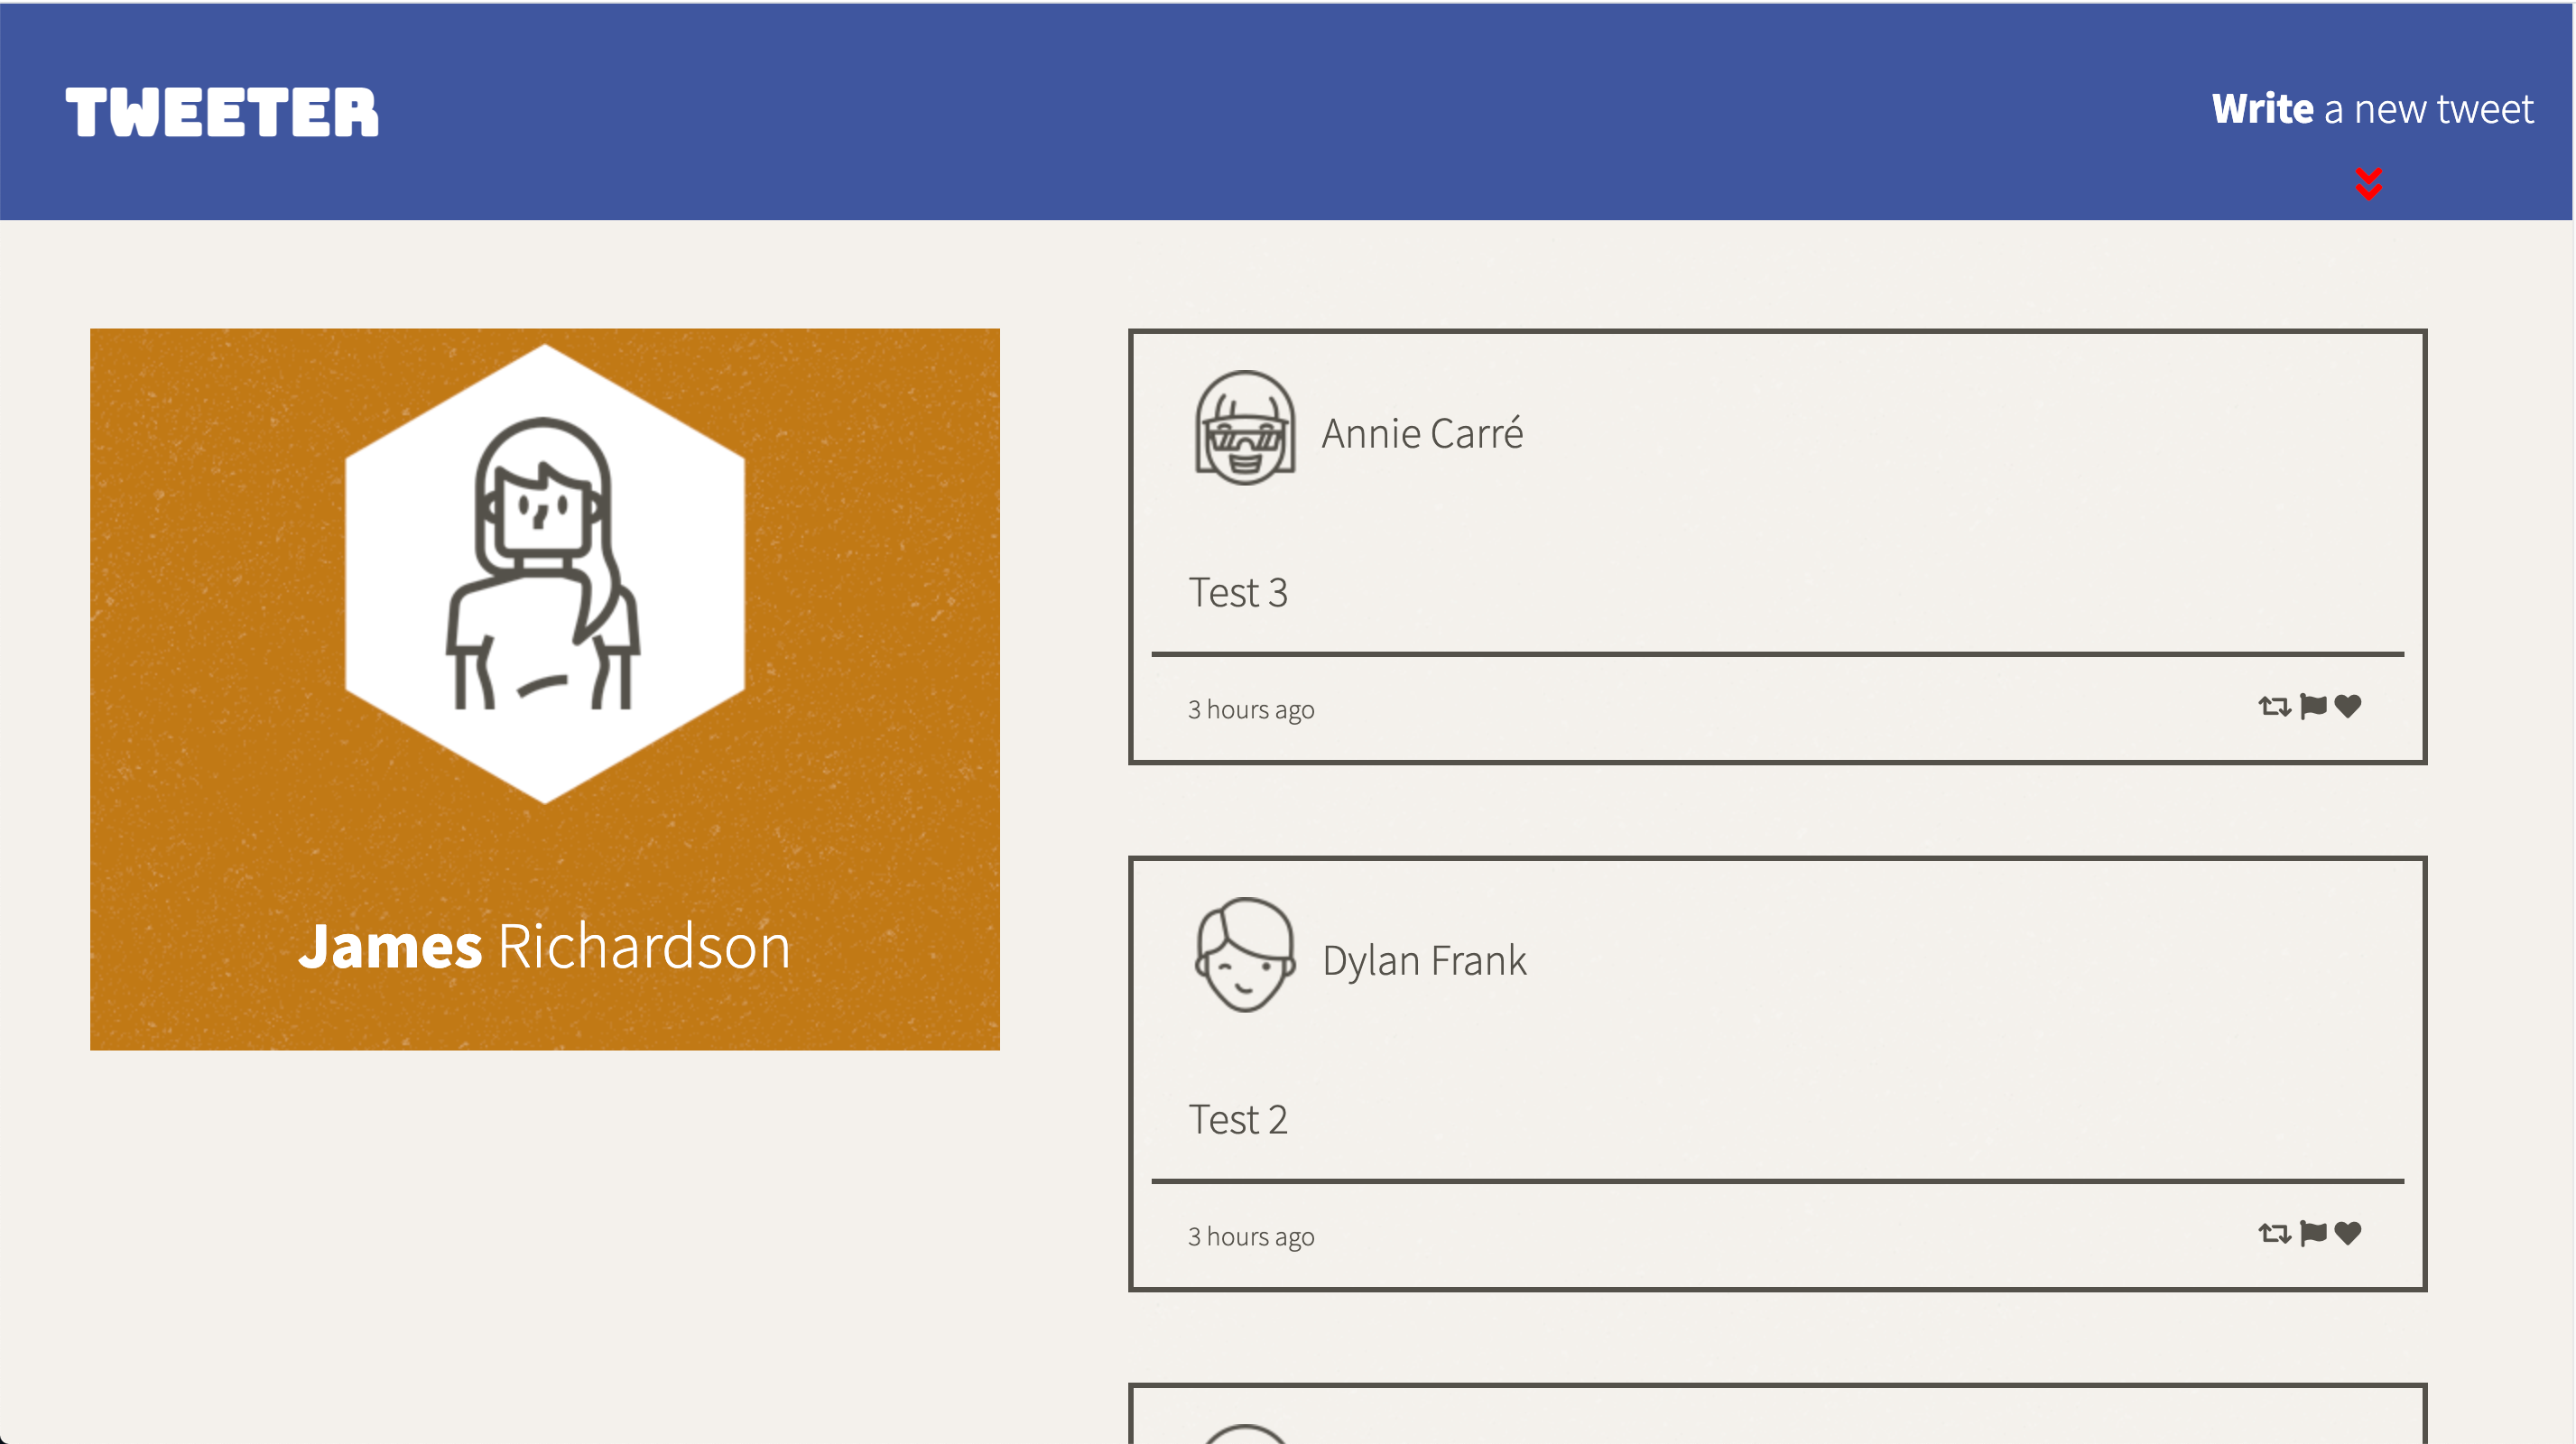 TWEETER
Write a new tweet
James Richardson
Annie Carré
Test 3
3 hours ago
Dylan Frank
Test 2
3 hours ago